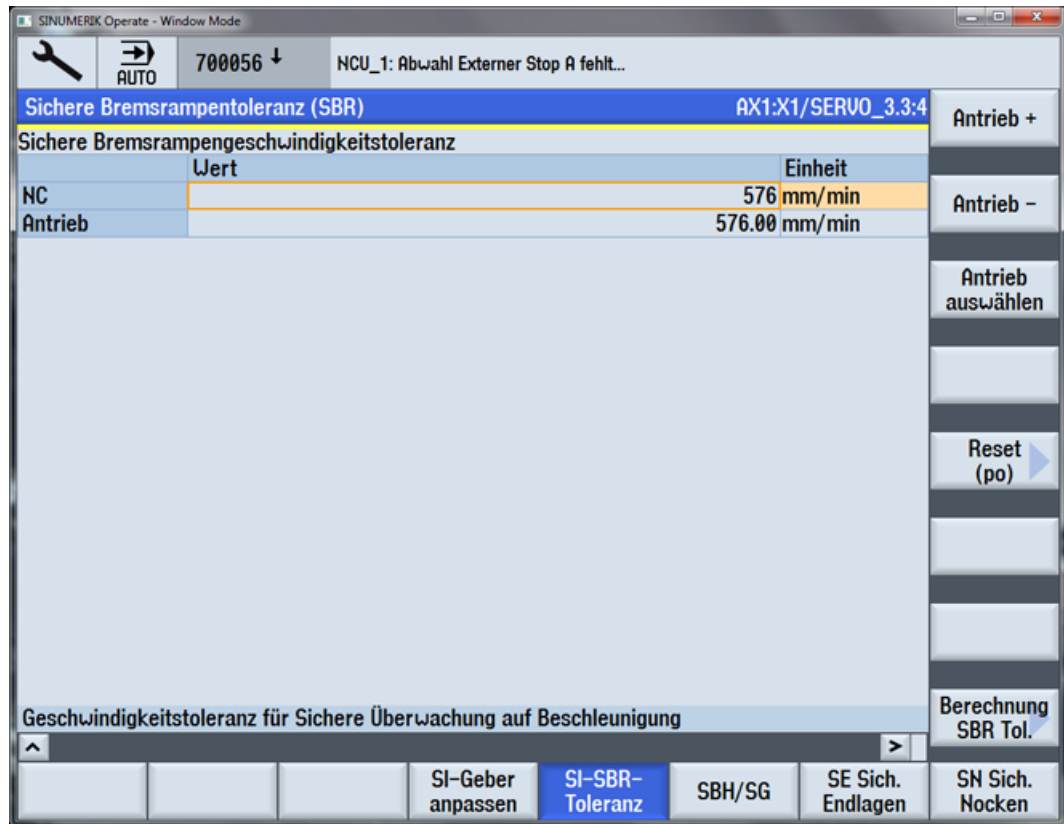 SINUMERIK Operate - Window Mode
AUTO
700056 ↓
NCU_1: Abwahl Externer Stop A fehlt...
Sichere Bremsrampentoleranz (SBR) AX1:X1/SERVO_3.3:4
Sichere Bremsrampengeschwindigkeitstoleranz
Wert Einheit
NC 576 mm/min
Antrieb 576.00 mm/min
Geschwindigkeitstoleranz für Sichere Überwachung auf Beschleunigung
Antrieb +
Antrieb -
Antrieb
auswählen
Reset
(po)
Berechnung
SBR Tol.
SI-Geber
anpassen
SI-SBR-
Toleranz
SBH/SG
SE Sich.
Endlagen
SN Sich.
Nocken